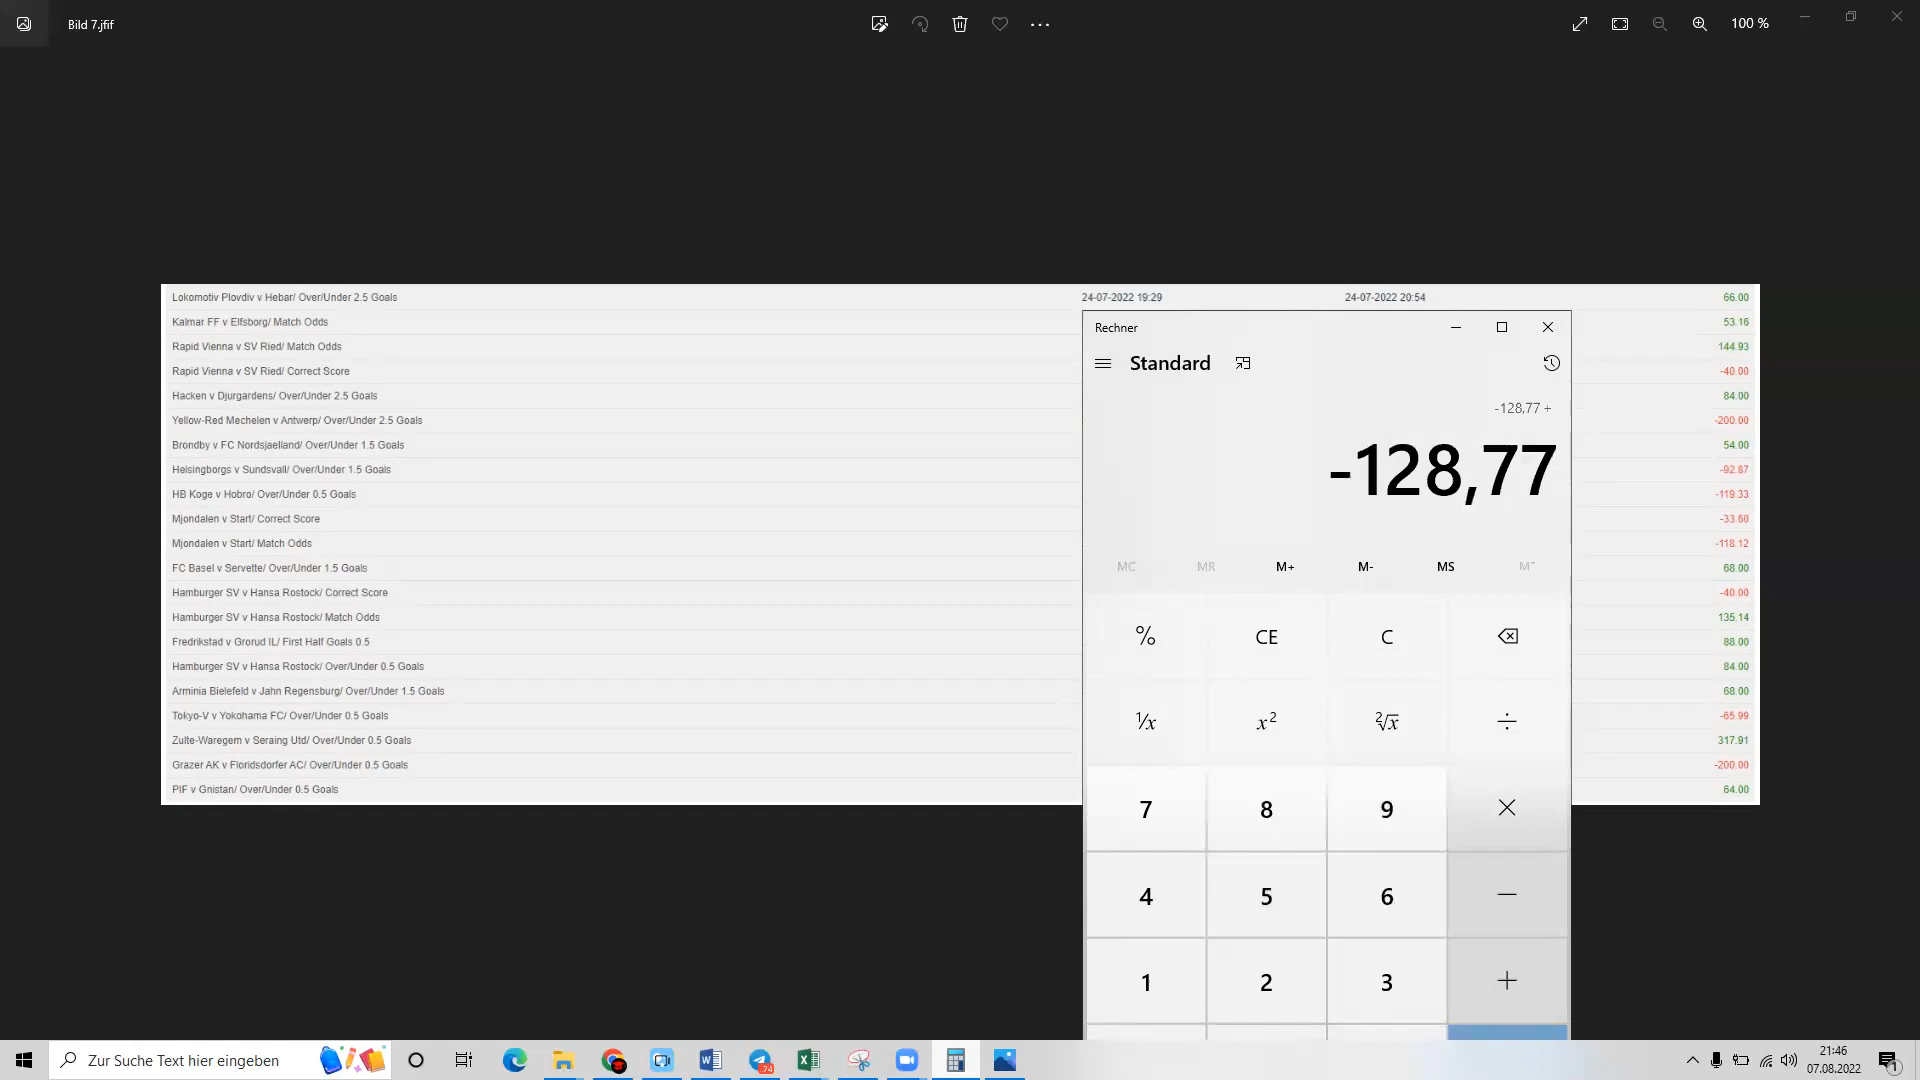 Bild 7.jfif
100 %
Lokomotiv Plovdiv v Hebar/ Over/Under 2.5 Goals 24-07-2022 19:29 24-07-2022 20:54 66.00
Kalmar FF v Elfsborg/ Match Odds 53.16
Rapid Vienna v SV Ried/ Match Odds 144.93
Rapid Vienna v SV Ried/ Correct Score -40.00
Hacken v Djurgardens/ Over/Under 2.5 Goals 84.00
Yellow-Red Mechelen v Antwerp/ Over/Under 2.5 Goals -200.00
Brondby v FC Nordsjaelland/ Over/Under 1.5 Goals 54.00
Helsingborgs v Sundsvall/ Over/Under 1.5 Goals -92.87
HB Koge v Hobro/ Over/Under 0.5 Goals -119.33
Mjondalen v Start/ Correct Score -33.60
Mjondalen v Start/ Match Odds -118.12
FC Basel v Servette/ Over/Under 1.5 Goals 68.00
Hamburger SV v Hansa Rostock/ Correct Score -40.00
Hamburger SV v Hansa Rostock/ Match Odds 135.14
Fredrikstad v Grorud IL/ First Half Goals 0.5 88.00
Hamburger SV v Hansa Rostock/ Over/Under 0.5 Goals 84.00
Arminia Bielefeld v Jahn Regensburg/ Over/Under 1.5 Goals 68.00
Tokyo-V v Yokohama FC/ Over/Under 0.5 Goals -65.99
Zulte-Waregem v Seraing Utd/ Over/Under 0.5 Goals 317.91
Grazer AK v Floridsdorfer AC/ Over/Under 0.5 Goals -200.00
PIF v Gnistan/ Over/Under 0.5 Goals 64.00
Rechner
Standard
-128,77 +
-128,77
MC MR M+ M- MS M˅
% CE C
¹/x x² ²√x ÷
7 8 9 ×
4 5 6 −
1 2 3 +
Zur Suche Text hier eingeben
74
21:46
07.08.2022
1